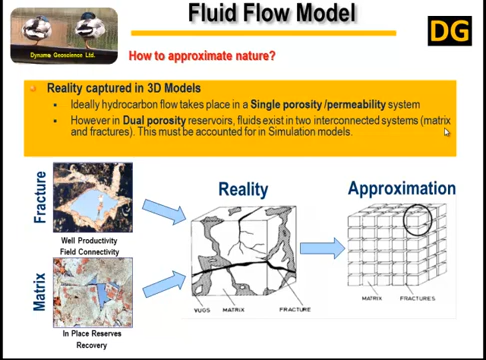 Fluid Flow Model
DG
Dynamic Geoscience Ltd.
How to approximate nature?
Reality captured in 3D Models
Ideally hydrocarbon flow takes place in a Single porosity/permeability system
However in Dual porosity reservoirs, fluids exist in two interconnected systems (matrix
and fractures). This must be accounted for in Simulation models.
Fracture
Well Productivity
Field Connectivity
Matrix
In Place Reserves
Recovery
Reality
VUGS MATRIX FRACTURE
Approximation
MATRIX FRACTURES